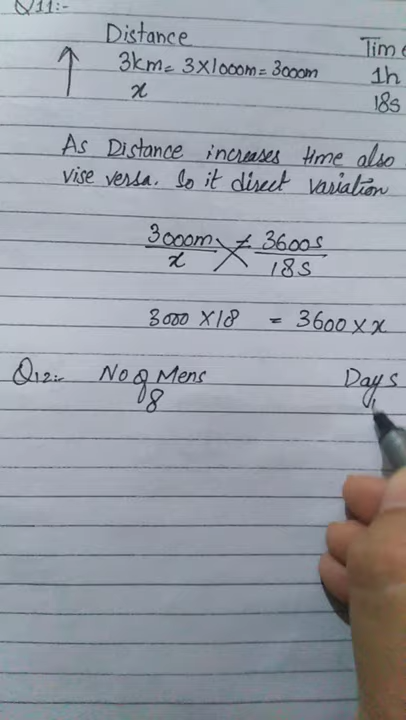 Q11:-
Distance Time
3km = 3×1000m = 3000m 1h
x 18s
As Distance increases time also
vise versa. So it direct variation
3000m = 3600s
x 18s
3000 × 18 = 3600 × x
Q12:- No of Mens Days
8